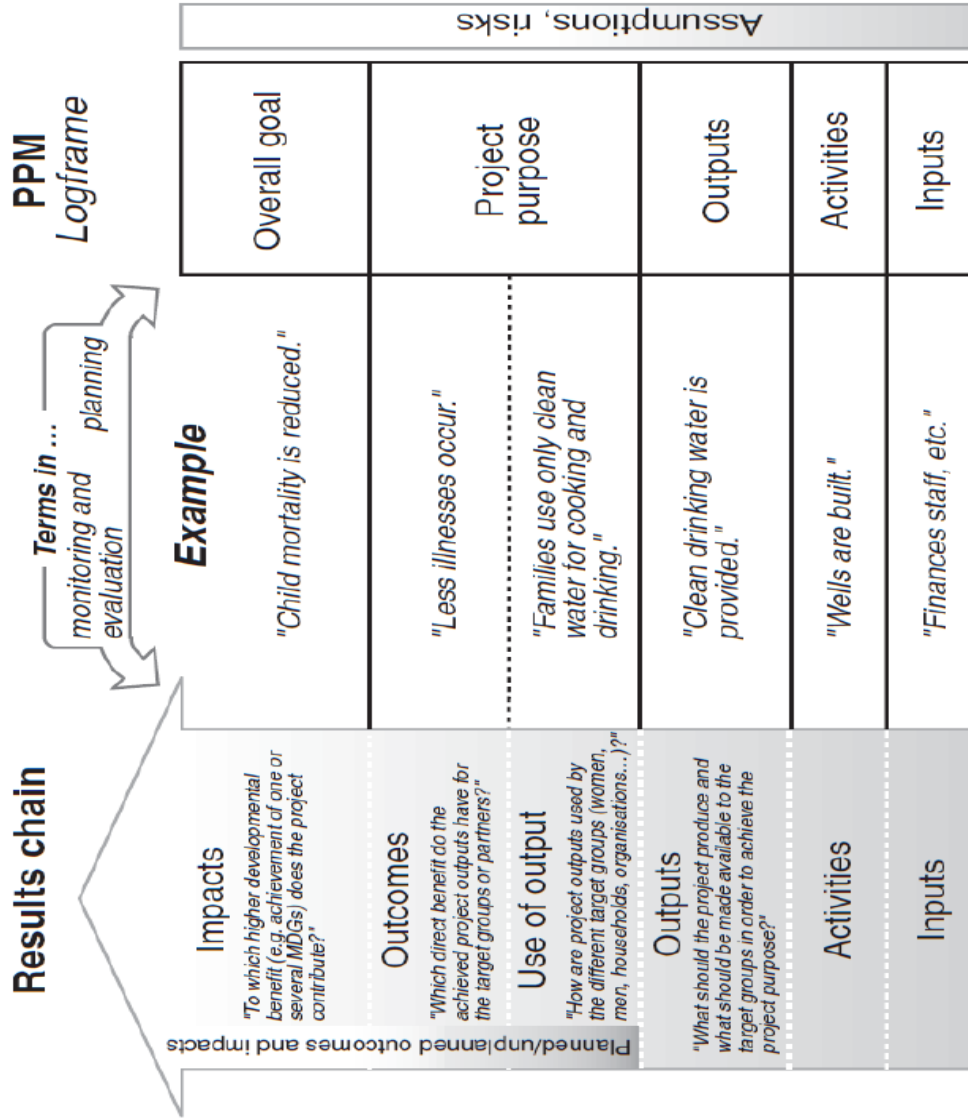 Results chain
Terms in ...
monitoring and
evaluation
planning
PPM
Logframe
Example
Impacts
"To which higher developmental
benefit (e.g. achievement of one or
several MDGs) does the project
contribute?"
"Child mortality is reduced."
Overall goal
Outcomes
"Which direct benefit do the
achieved project outputs have for
the target groups or partners?"
"Less illnesses occur."
Project
purpose
Use of output
"How are project outputs used by
the different target groups (women,
men, households, organisations...)?"
"Families use only clean
water for cooking and
drinking."
Outputs
"What should the project produce and
what should be made available to the
target groups in order to achieve the
project purpose?"
"Clean drinking water is
provided."
Outputs
Activities
"Wells are built."
Activities
Inputs
"Finances staff, etc."
Inputs
Planned/unplanned outcomes and impacts
Assumptions, risks